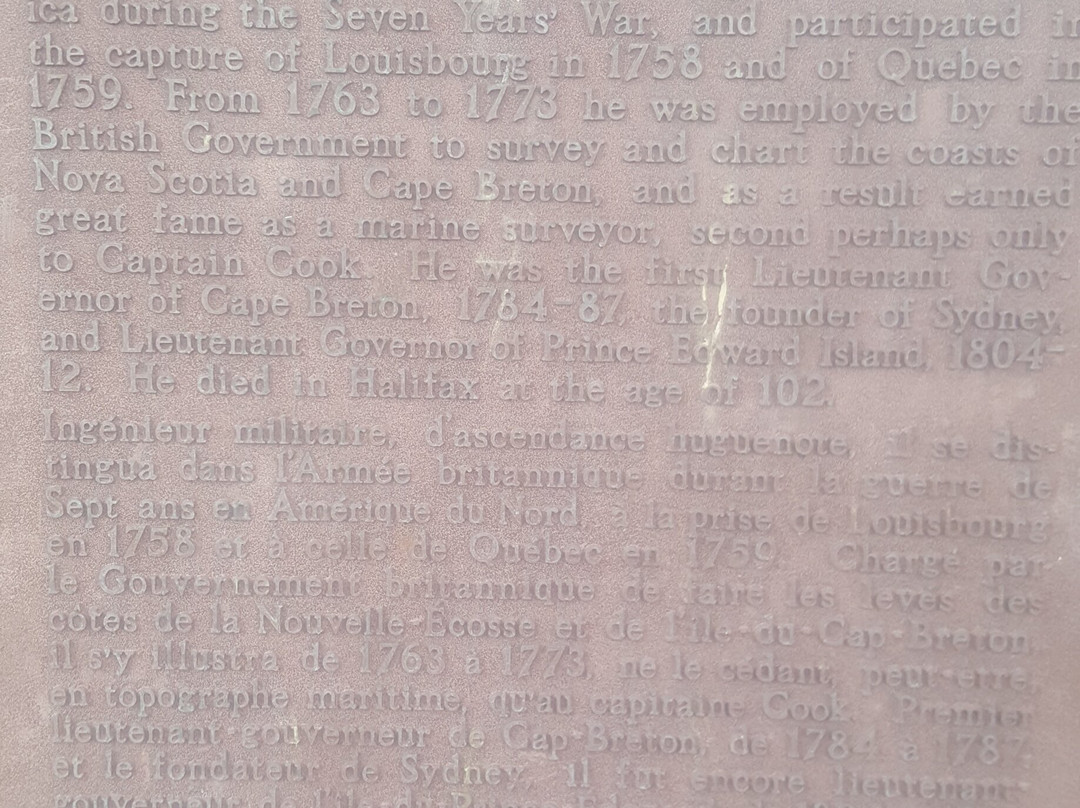 ica during the Seven Years' War, and participated in
the capture of Louisbourg in 1758 and of Quebec in
1759. From 1763 to 1773 he was employed by the
British Government to survey and chart the coasts of
Nova Scotia and Cape Breton, and as a result earned
great fame as a marine surveyor, second perhaps only
to Captain Cook. He was the first Lieutenant Gov-
ernor of Cape Breton, 1784-87, the founder of Sydney,
and Lieutenant Governor of Prince Edward Island, 1804-
12. He died in Halifax at the age of 102.
Ingénieur militaire, d'ascendance huguenote, il se dis-
tingua dans l'Armée britannique durant la guerre de
Sept ans en Amérique du Nord, à la prise de Louisbourg
en 1758 et à celle de Québec en 1759. Chargé par
le Gouvernement britannique de faire les levés des
côtes de la Nouvelle-Écosse et de l'île-du-Cap-Breton,
il s'y illustra de 1763 à 1773, ne le cédant, peut-être,
en topographe maritime, qu'au capitaine Cook. Premier
lieutenant-gouverneur de Cap-Breton, de 1784 à 1787,
et le fondateur de Sydney, il fut encore lieutenant-
gouverneur de l'île-du-Prince-Ed